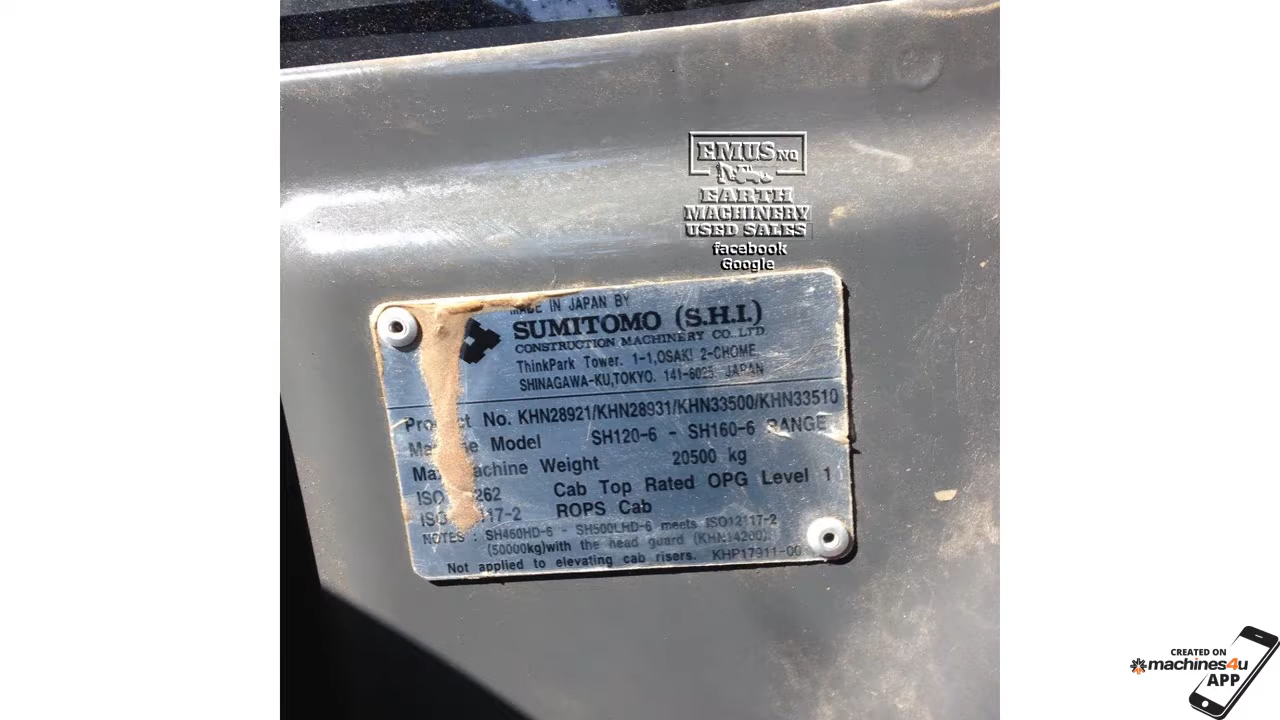 EMUS NQ
EARTH
MACHINERY
USED SALES
facebook
Google
MADE IN JAPAN BY
SUMITOMO (S.H.I.)
CONSTRUCTION MACHINERY CO.,LTD.
ThinkPark Tower. 1-1,OSAKI 2-CHOME,
SHINAGAWA-KU,TOKYO. 141-6025 JAPAN
No. KHN28921/KHN28931/KHN33500/KHN33510
Model SH120-6 - SH160-6 RANGE
Weight 20500 kg
ISO 262 Cab Top Rated OPG Level 1
117-2 ROPS Cab
NOTES : SH460HD-6 - SH500LHD-6 meets ISO12117-2
(50000kg)with the head guard (KHN14200).
Not applied to elevating cab risers. KHP17911-00
CREATED ON
machines4u
APP